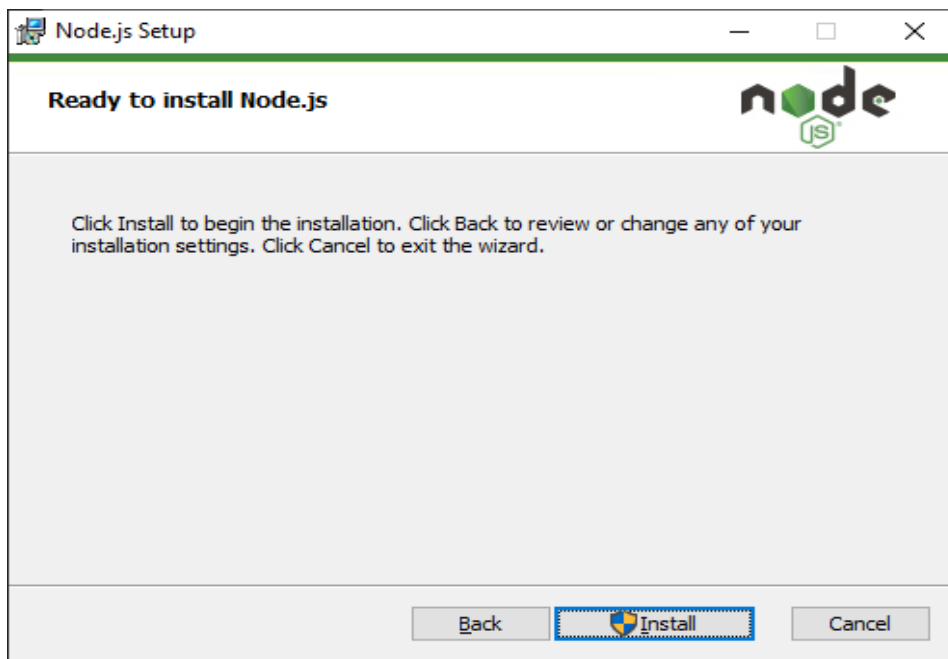 Node.js Setup
Ready to install Node.js
node
JS
Click Install to begin the installation. Click Back to review or change any of your
installation settings. Click Cancel to exit the wizard.
Back
Install
Cancel